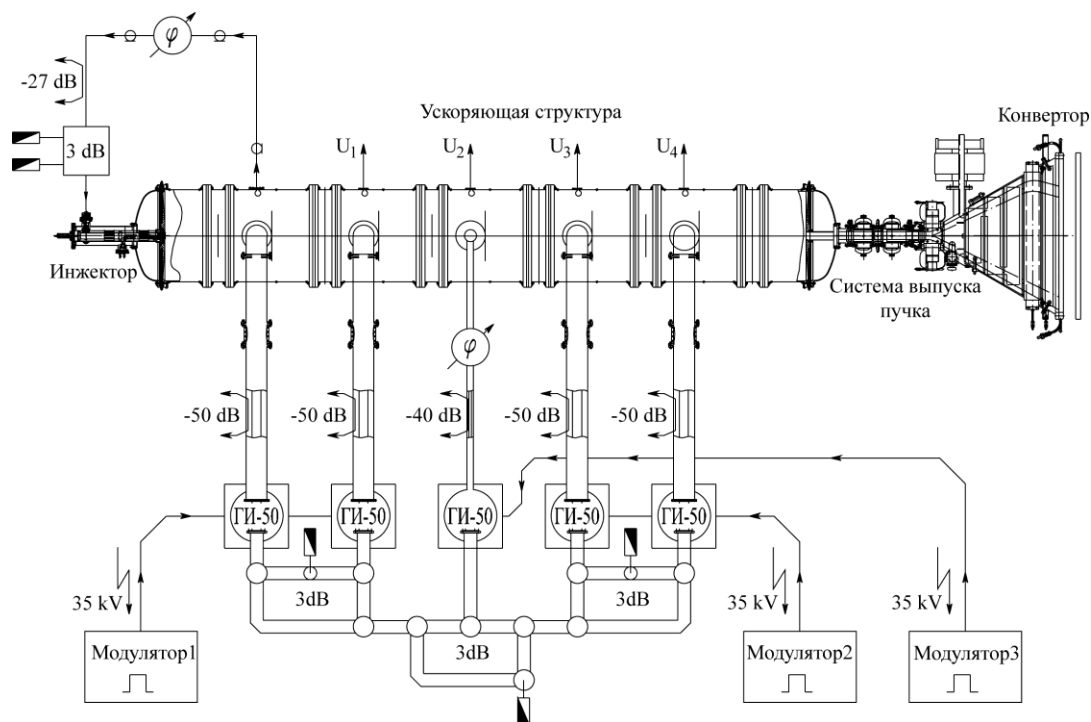 φ
-27 dB
3 dB
Ускоряющая структура
Конвертор
U1
U2
U3
U4
Инжектор
Система выпуска
пучка
φ
-50 dB
-50 dB
-40 dB
-50 dB
-50 dB
ГИ-50
ГИ-50
ГИ-50
ГИ-50
ГИ-50
35 kV
3dB
3dB
35 kV
35 kV
Модулятор1
3dB
Модулятор2
Модулятор3